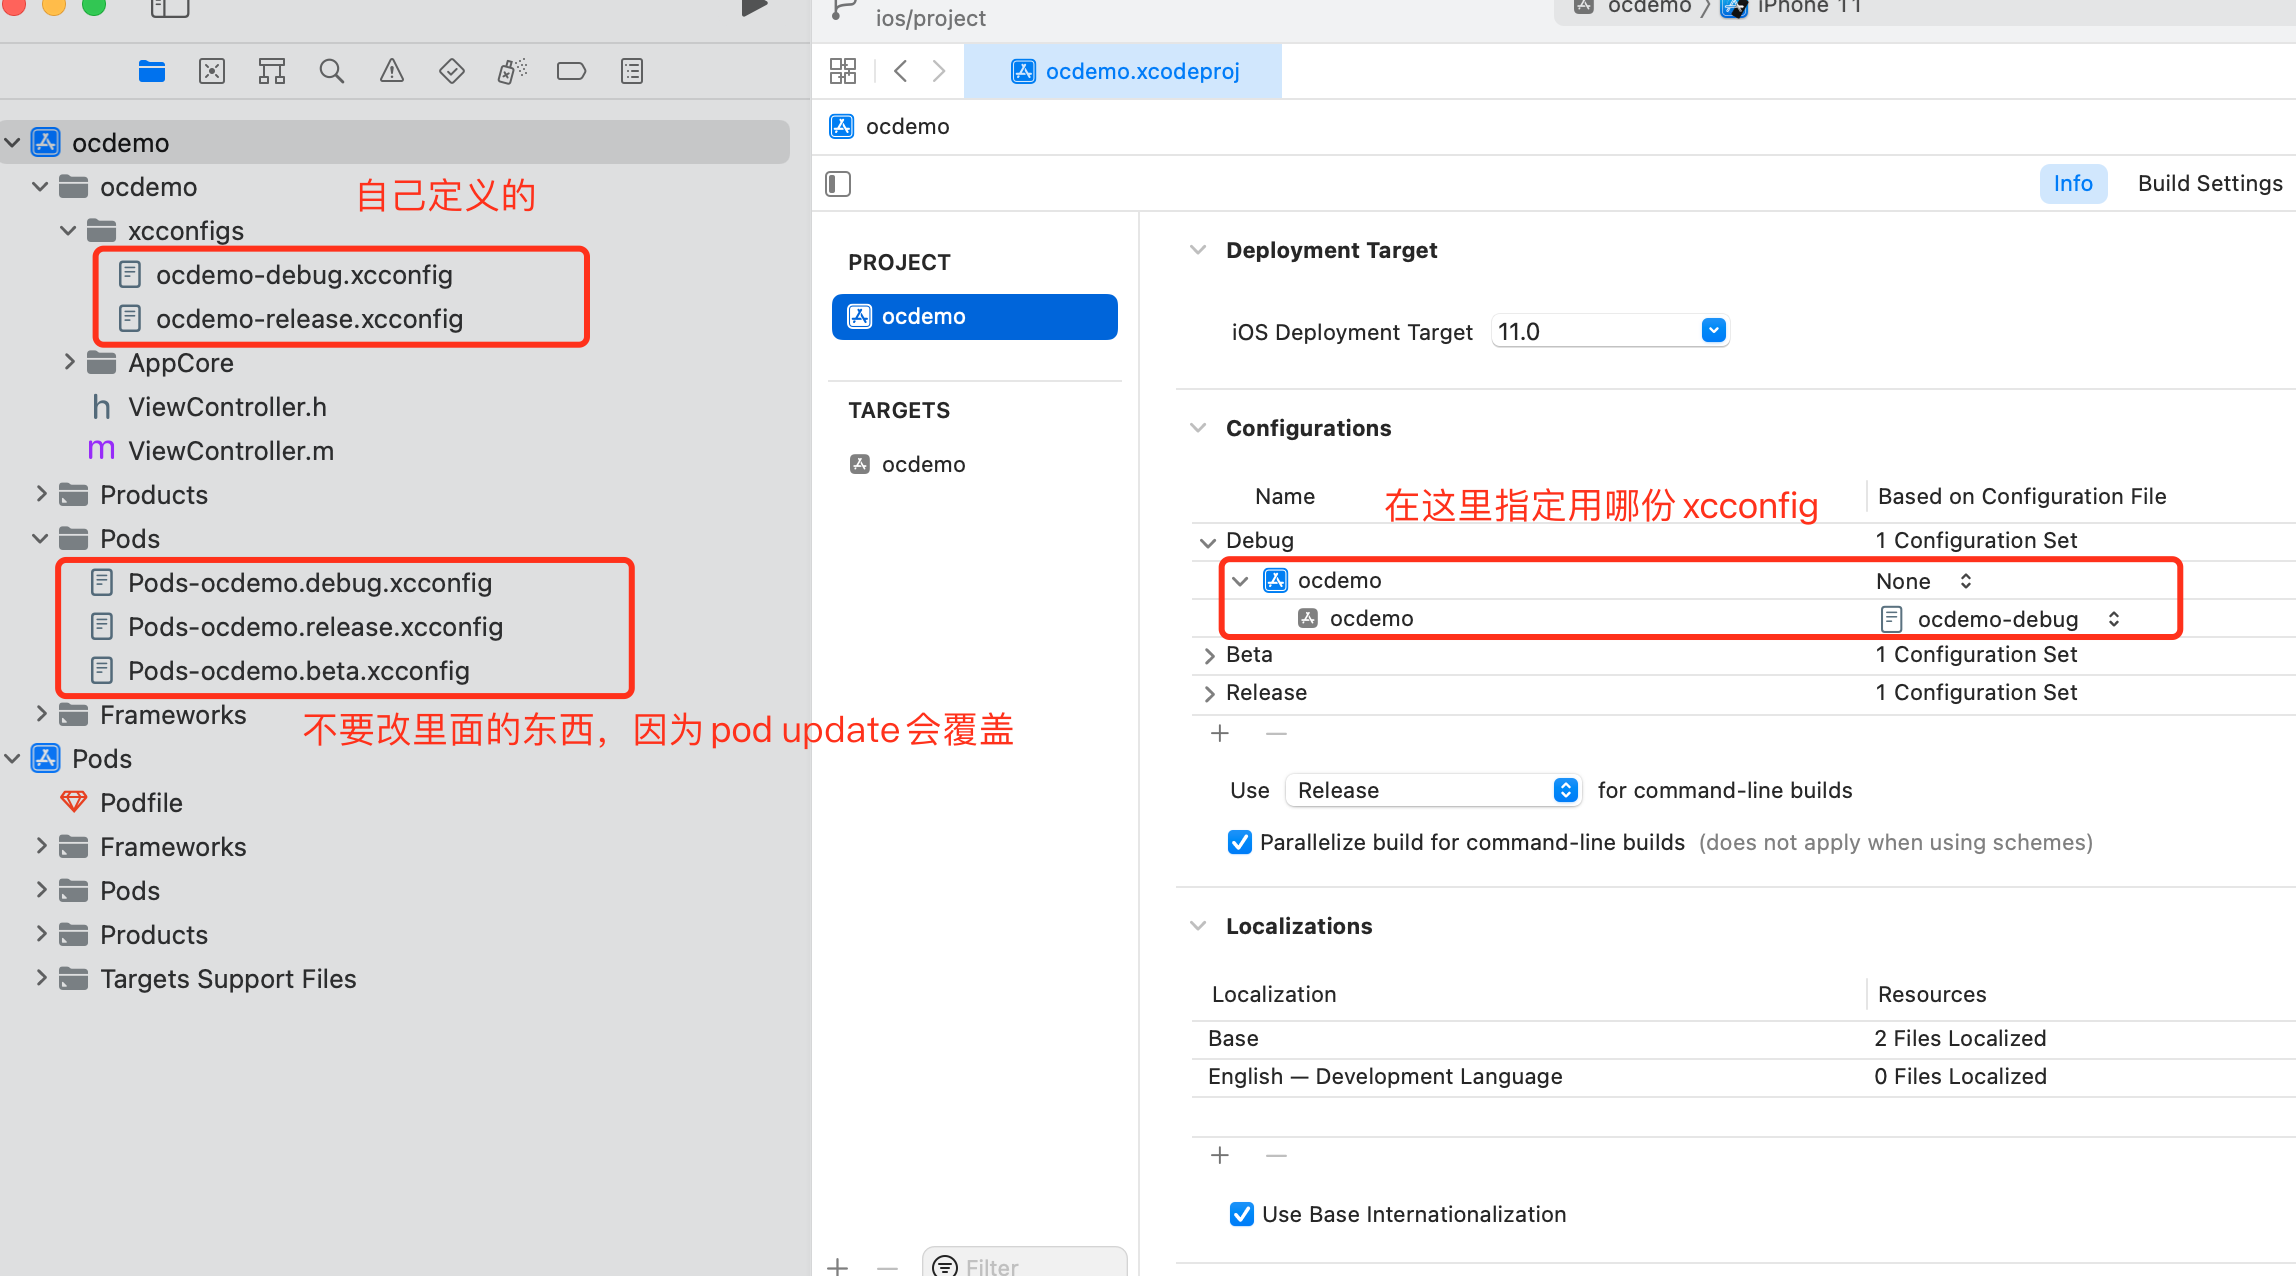 ios/project
ocdemo
iPhone 11
ocdemo.xcodeproj
ocdemo
ocdemo
自己定义的
xcconfigs
ocdemo-debug.xcconfig
ocdemo-release.xcconfig
AppCore
h ViewController.h
m ViewController.m
Products
Pods
Pods-ocdemo.debug.xcconfig
Pods-ocdemo.release.xcconfig
Pods-ocdemo.beta.xcconfig
Frameworks
不要改里面的东西，因为 pod update 会覆盖
Pods
Podfile
Frameworks
Pods
Products
Targets Support Files
ocdemo
Info
Build Settings
PROJECT
ocdemo
TARGETS
ocdemo
Filter
Deployment Target
iOS Deployment Target 11.0
Configurations
Name
在这里指定用哪份 xcconfig
Based on Configuration File
Debug
1 Configuration Set
ocdemo
None
ocdemo
ocdemo-debug
Beta
1 Configuration Set
Release
1 Configuration Set
Use Release for command-line builds
Parallelize build for command-line builds (does not apply when using schemes)
Localizations
Localization
Resources
Base
2 Files Localized
English — Development Language
0 Files Localized
Use Base Internationalization